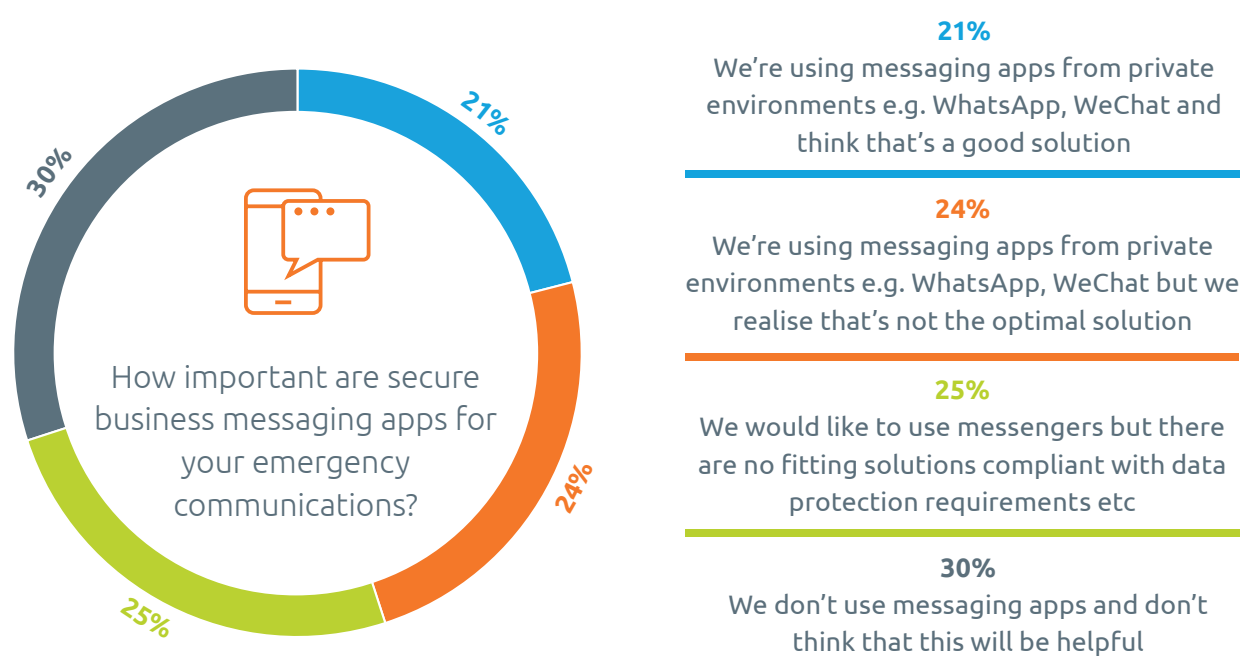 21%
30%
How important are secure
business messaging apps for
your emergency
communications?
24%
25%
21%
We’re using messaging apps from private
environments e.g. WhatsApp, WeChat and
think that’s a good solution
24%
We’re using messaging apps from private
environments e.g. WhatsApp, WeChat but we
realise that’s not the optimal solution
25%
We would like to use messengers but there
are no fitting solutions compliant with data
protection requirements etc
30%
We don’t use messaging apps and don’t
think that this will be helpful